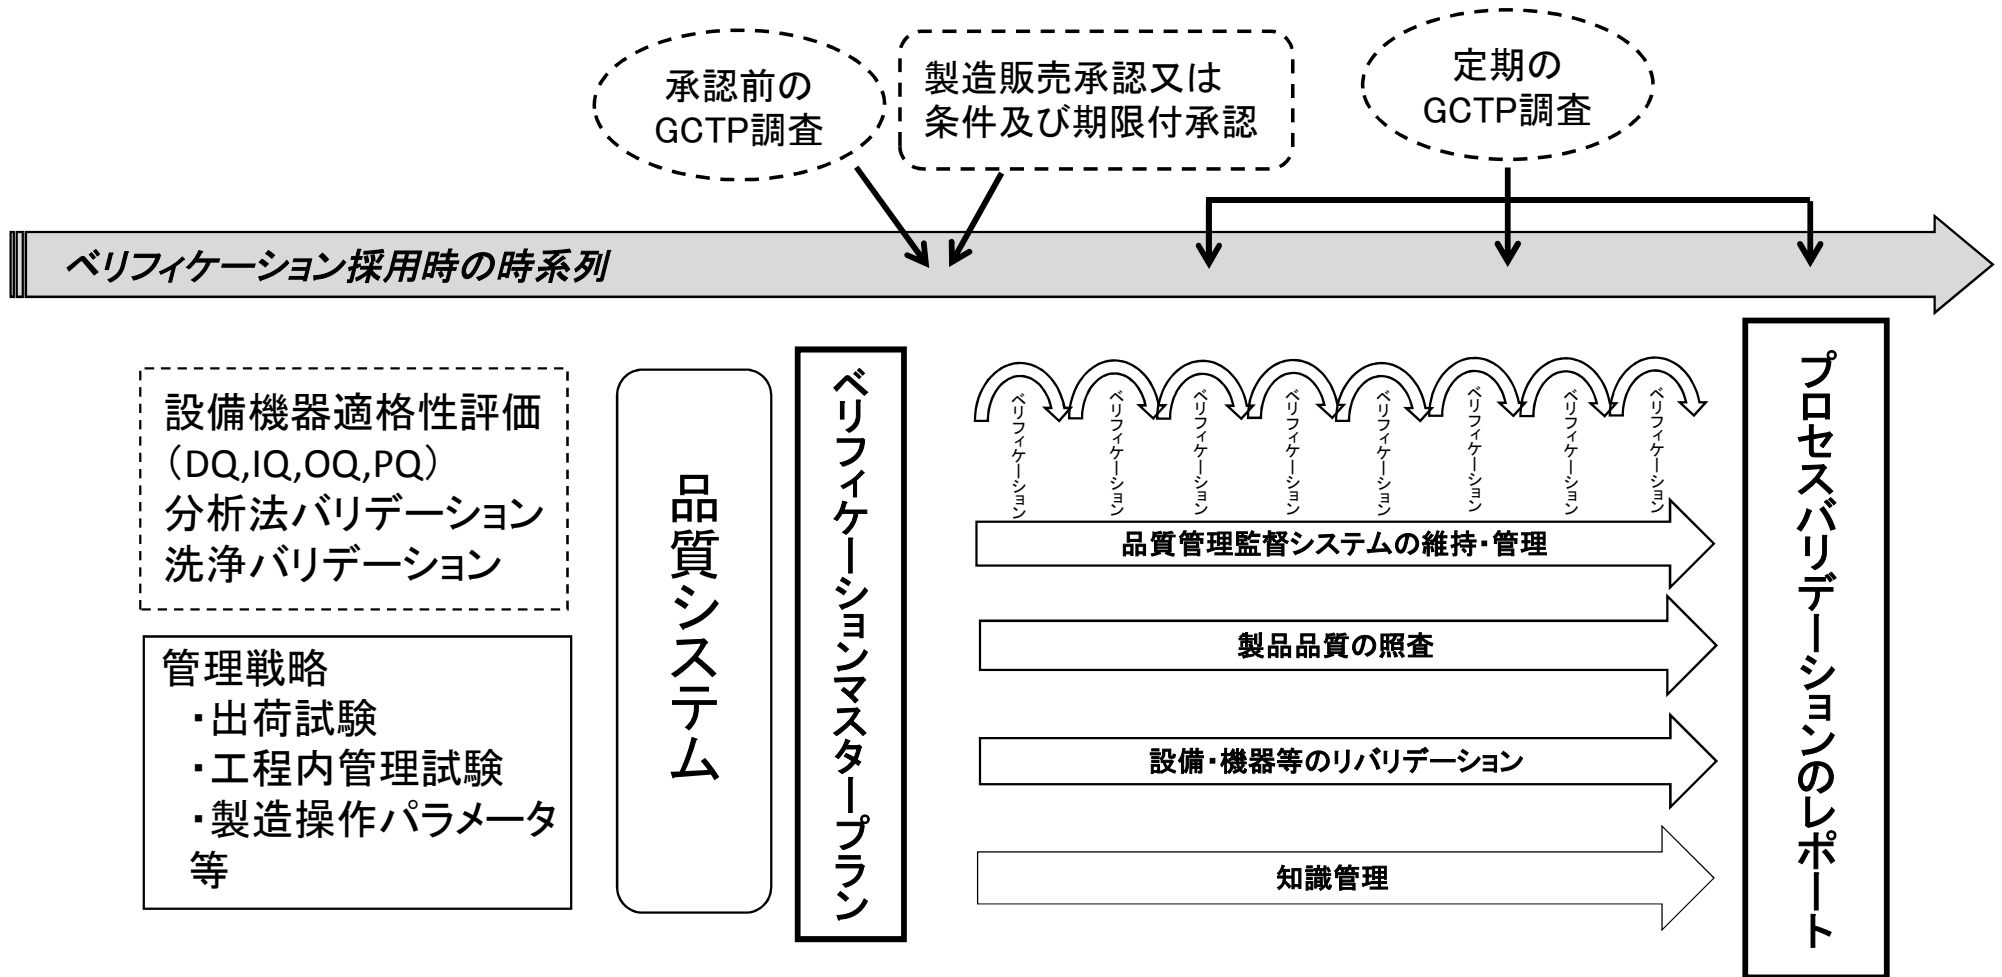 承認前の
GCTP調査
製造販売承認又は
条件及び期限付承認
定期の
GCTP調査
ベリフィケーション採用時の時系列
設備機器適格性評価
（DQ,IQ,OQ,PQ）
分析法バリデーション
洗浄バリデーション
管理戦略
・出荷試験
・工程内管理試験
・製造操作パラメータ
等
品質システム
ベリフィケーションマスタープラン
ベリフィケーション
ベリフィケーション
ベリフィケーション
ベリフィケーション
ベリフィケーション
ベリフィケーション
ベリフィケーション
ベリフィケーション
品質管理監督システムの維持・管理
製品品質の照査
設備・機器等のリバリデーション
知識管理
プロセスバリデーションのレポート